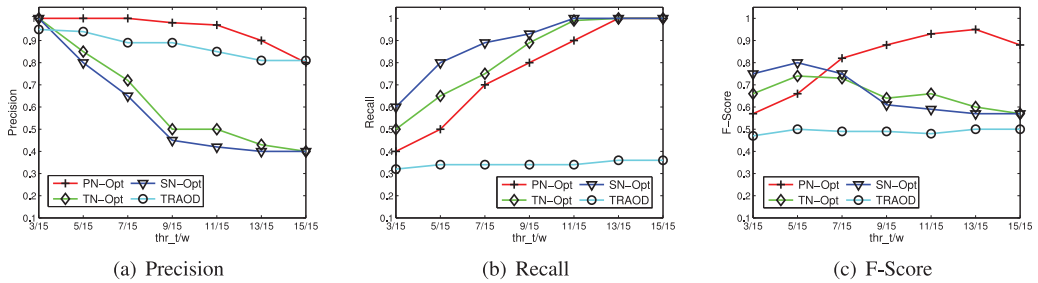 1
0.9
0.8
0.7
0.6
0.5
0.4
0.3
0.2
0.1
Precision
PN-Opt
TN-Opt
SN-Opt
TRAOD
3/15 5/15 7/15 9/15 11/15 13/15 15/15
thr_t/w
(a) Precision
1
0.9
0.8
0.7
0.6
0.5
0.4
0.3
0.2
0.1
Recall
PN-Opt
TN-Opt
SN-Opt
TRAOD
3/15 5/15 7/15 9/15 11/15 13/15 15/15
thr_t/w
(b) Recall
1
0.9
0.8
0.7
0.6
0.5
0.4
0.3
0.2
0.1
F-Score
PN-Opt
TN-Opt
SN-Opt
TRAOD
3/15 5/15 7/15 9/15 11/15 13/15 15/15
thr_t/w
(c) F-Score